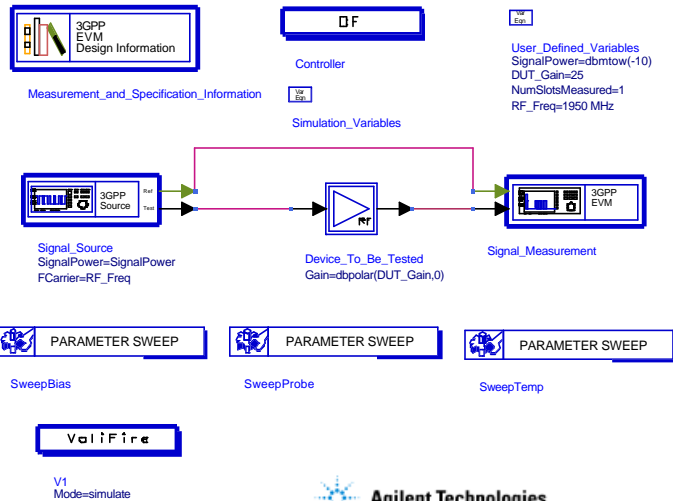 3GPP
EVM
Design Information
Measurement_and_Specification_Information
DF
Controller
Var
Eqn
Simulation_Variables
Var
Eqn
User_Defined_Variables
SignalPower=dbmtow(-10)
DUT_Gain=25
NumSlotsMeasured=1
RF_Freq=1950 MHz
3GPP
Source
Ref
Test
Signal_Source
SignalPower=SignalPower
FCarrier=RF_Freq
RF
Device_To_Be_Tested
Gain=dbpolar(DUT_Gain,0)
3GPP
EVM
Signal_Measurement
PARAMETER SWEEP
SweepBias
PARAMETER SWEEP
SweepProbe
PARAMETER SWEEP
SweepTemp
ValiFire
V1
Mode=simulate
Agilent Technologies